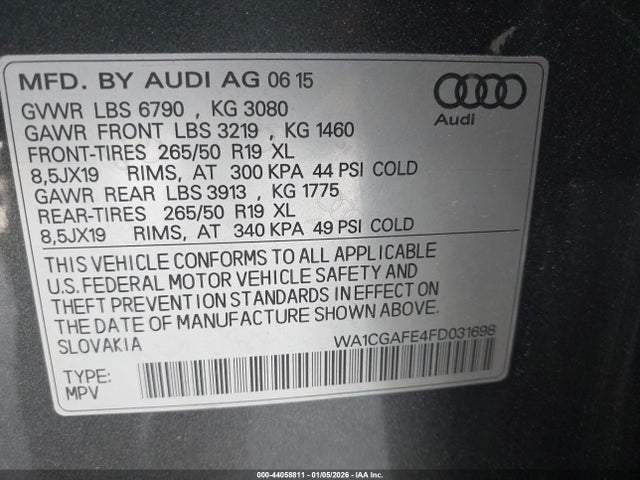 MFD. BY AUDI AG 06 15
GVWR LBS 6790 , KG 3080
GAWR FRONT LBS 3219 , KG 1460
FRONT-TIRES 265/50 R19 XL
8,5JX19 RIMS, AT 300 KPA 44 PSI COLD
GAWR REAR LBS 3913 , KG 1775
REAR-TIRES 265/50 R19 XL
8,5JX19 RIMS, AT 340 KPA 49 PSI COLD
Audi
THIS VEHICLE CONFORMS TO ALL APPLICABLE
U.S. FEDERAL MOTOR VEHICLE SAFETY AND
THEFT PREVENTION STANDARDS IN EFFECT ON
THE DATE OF MANUFACTURE SHOWN ABOVE.
SLOVAKIA WA1CGAFE4FD031698
TYPE:
MPV
000-44058811 - 01/05/2026 - IAA Inc.